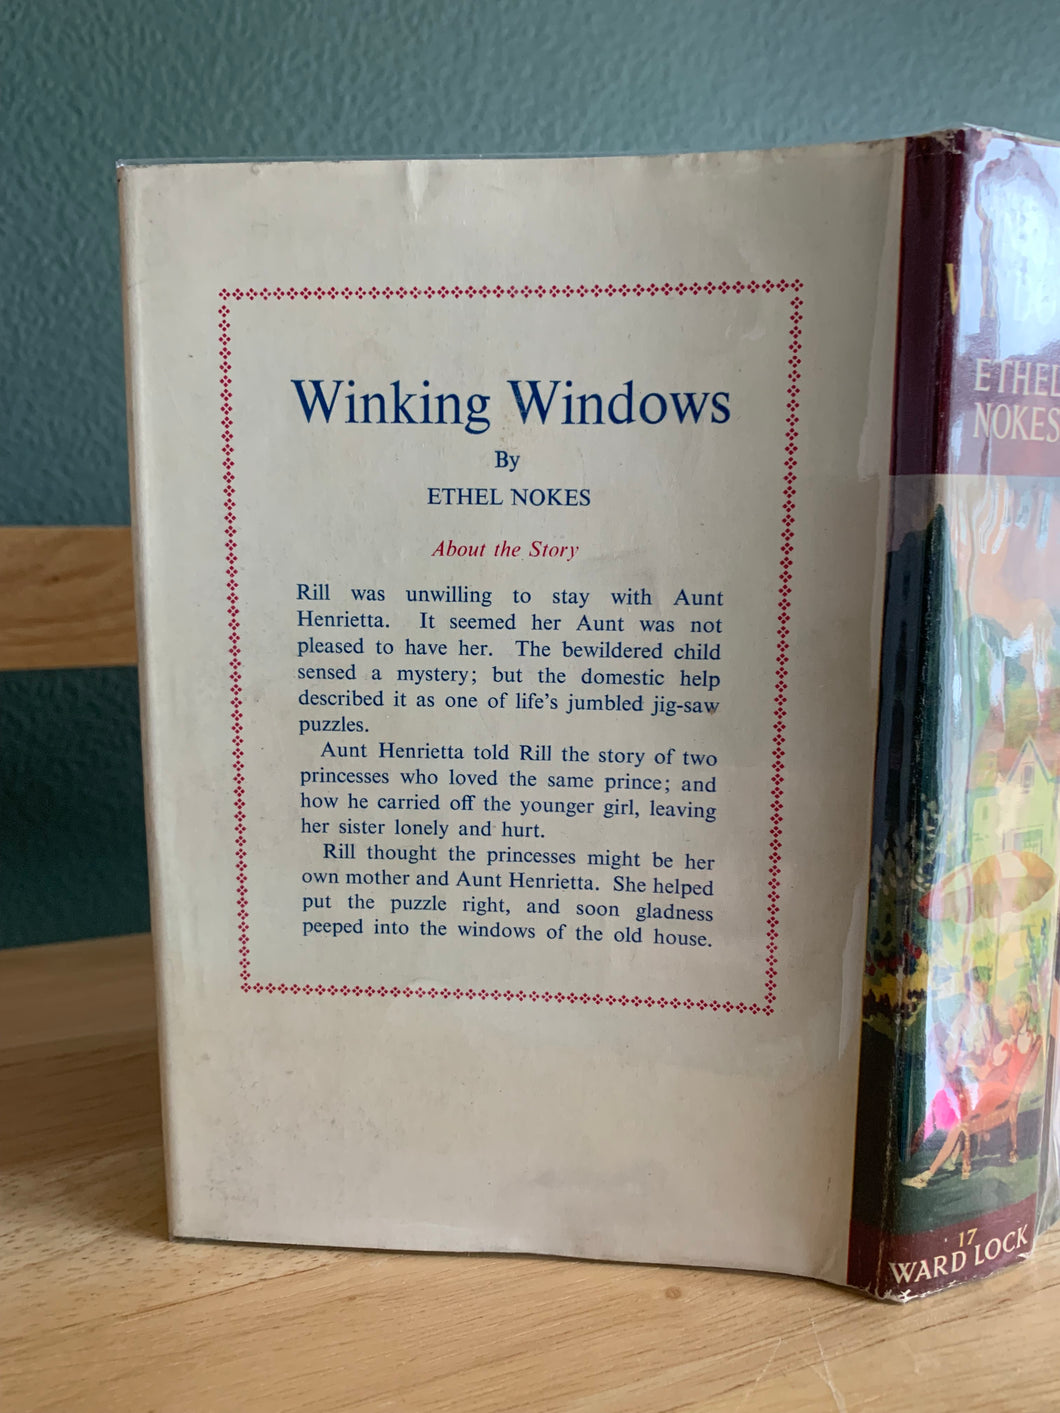 Winking Windows
By
ETHEL NOKES
About the Story
Rill was unwilling to stay with Aunt
Henrietta. It seemed her Aunt was not
pleased to have her. The bewildered child
sensed a mystery; but the domestic help
described it as one of life's jumbled jig-saw
puzzles.
Aunt Henrietta told Rill the story of two
princesses who loved the same prince; and
how he carried off the younger girl, leaving
her sister lonely and hurt.
Rill thought the princesses might be her
own mother and Aunt Henrietta. She helped
put the puzzle right, and soon gladness
peeped into the windows of the old house.
ETHEL
NOKES
17
WARD LOCK